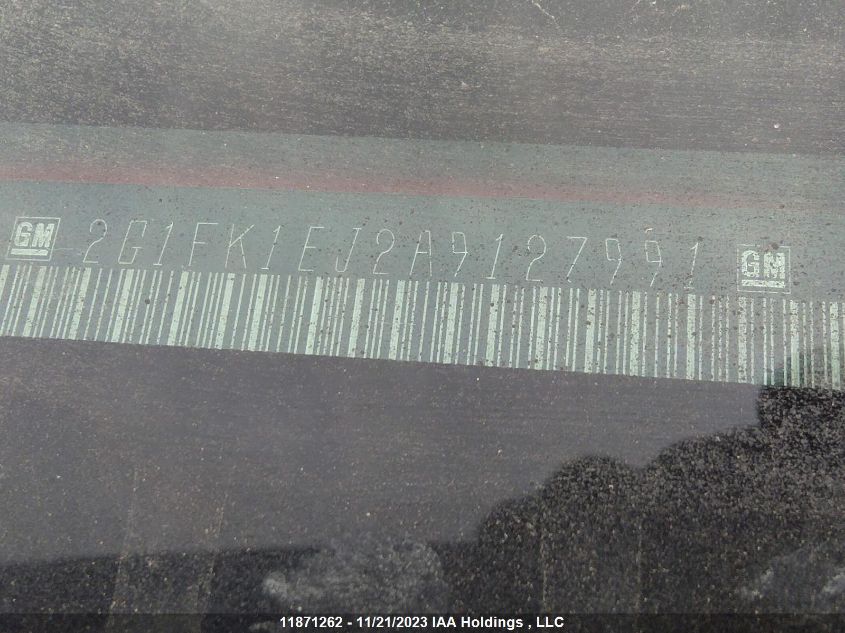 GM 2G1FK1EJ2A9127991 GM
11871262 - 11/21/2023 IAA Holdings , LLC